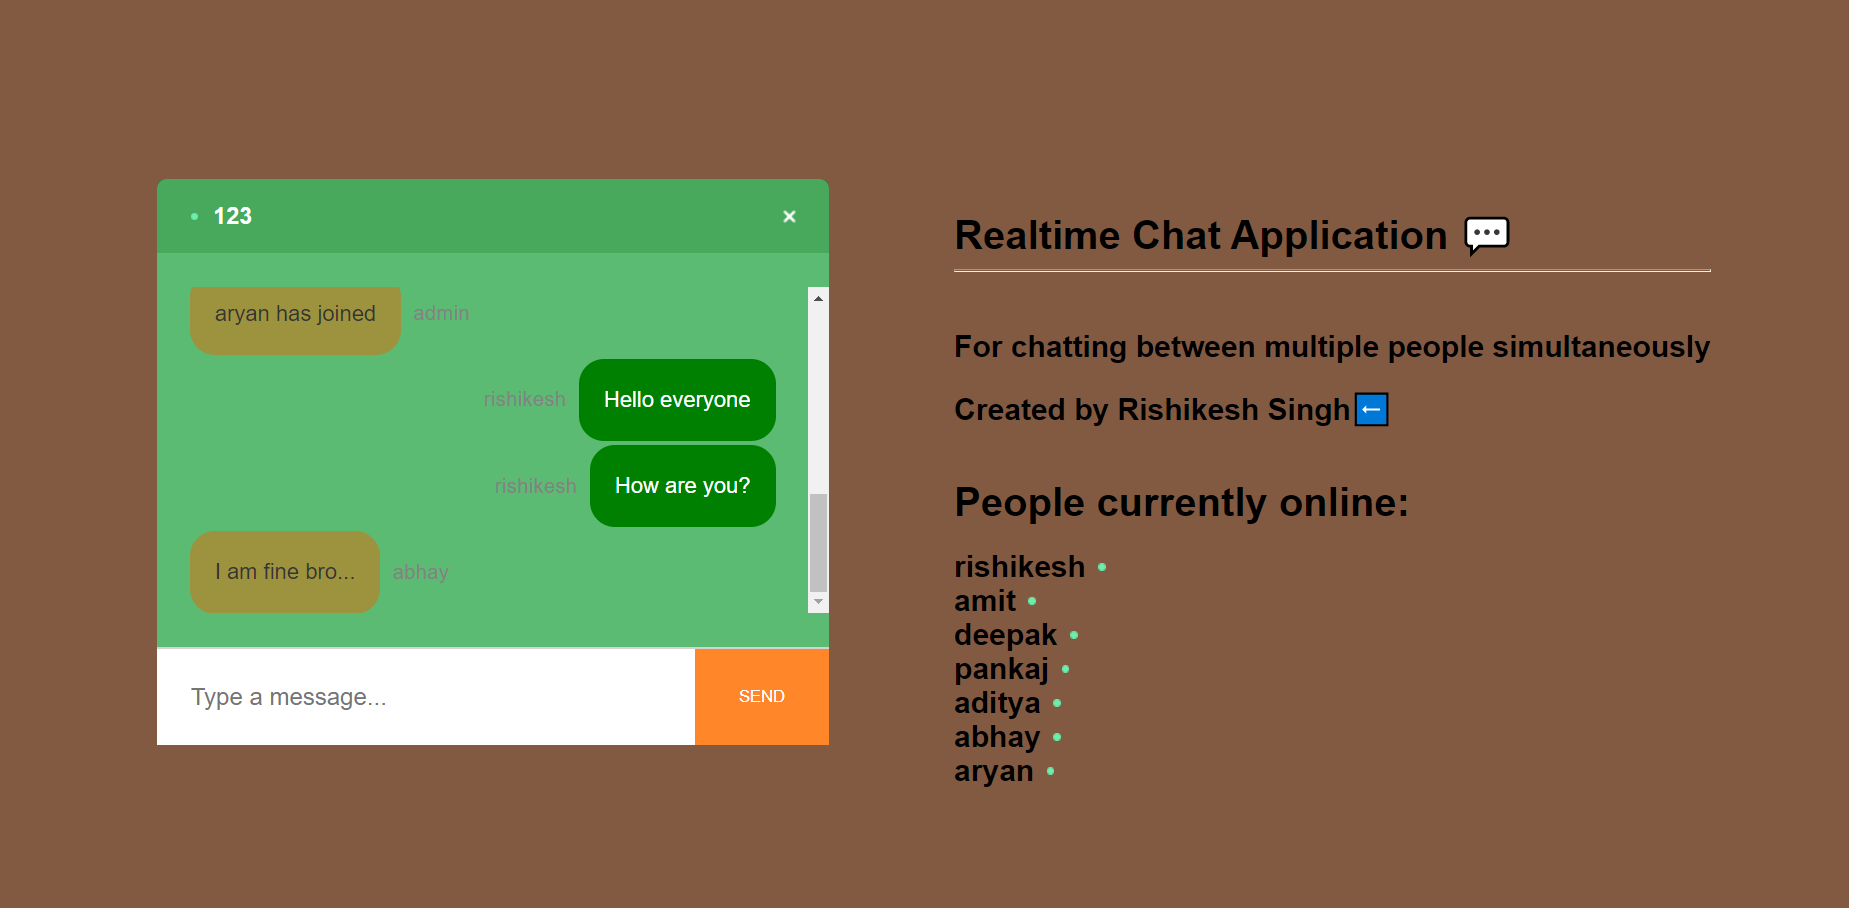 123
aryan has joined admin
rishikesh Hello everyone
rishikesh How are you?
I am fine bro... abhay
Type a message... SEND
Realtime Chat Application 💬
For chatting between multiple people simultaneously
Created by Rishikesh Singh⬅
People currently online:
rishikesh
amit
deepak
pankaj
aditya
abhay
aryan